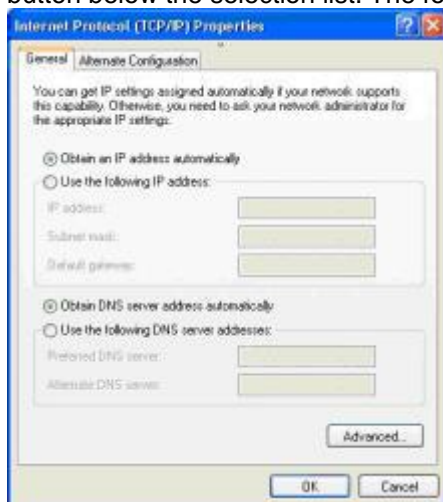 button below the selection list. The fo
Internet Protocol (TCP/IP) Properties
General Alternate Configuration
You can get IP settings assigned automatically if your network supports
this capability. Otherwise, you need to ask your network administrator for
the appropriate IP settings.
Obtain an IP address automatically
Use the following IP address:
IP address:
Subnet mask:
Default gateway:
Obtain DNS server address automatically
Use the following DNS server addresses:
Preferred DNS server:
Alternate DNS server:
Advanced...
OK Cancel